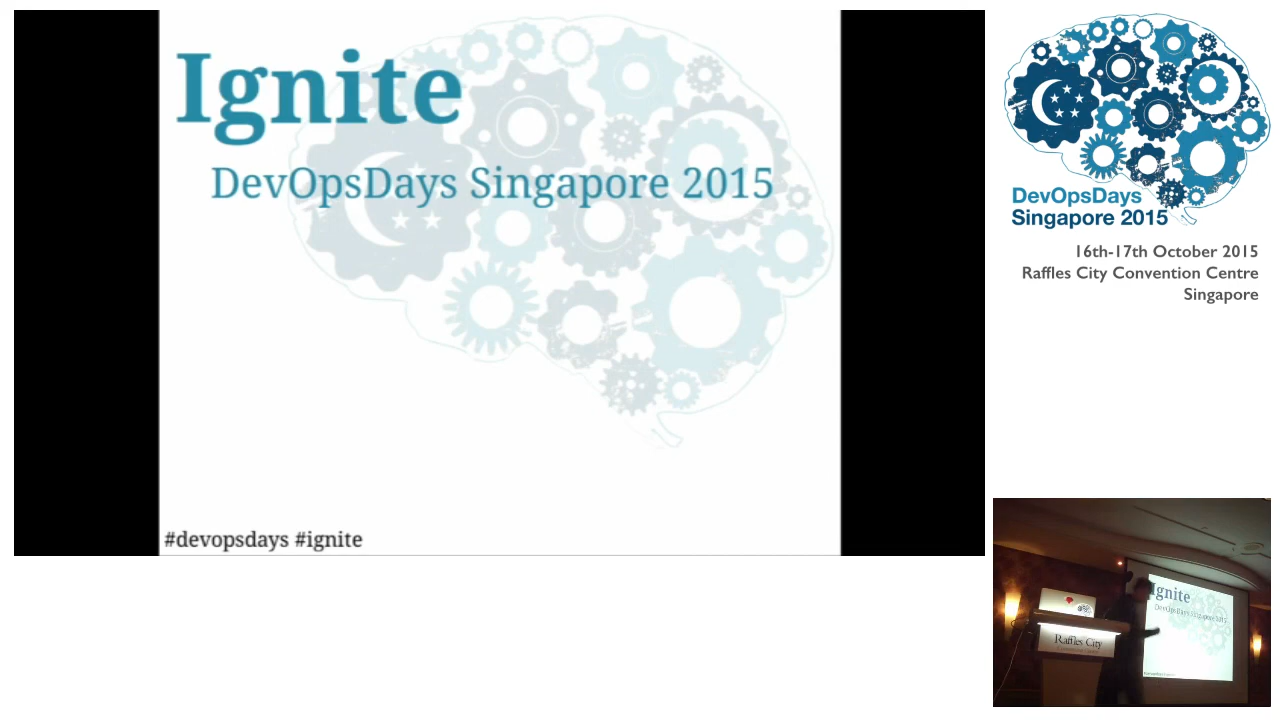 Ignite
DevOpsDays Singapore 2015
#devopsdays #ignite
DevOpsDays
Singapore 2015
16th-17th October 2015
Raffles City Convention Centre
Singapore
Ignite
DevOpsDays Singapore 2015
Raffles City